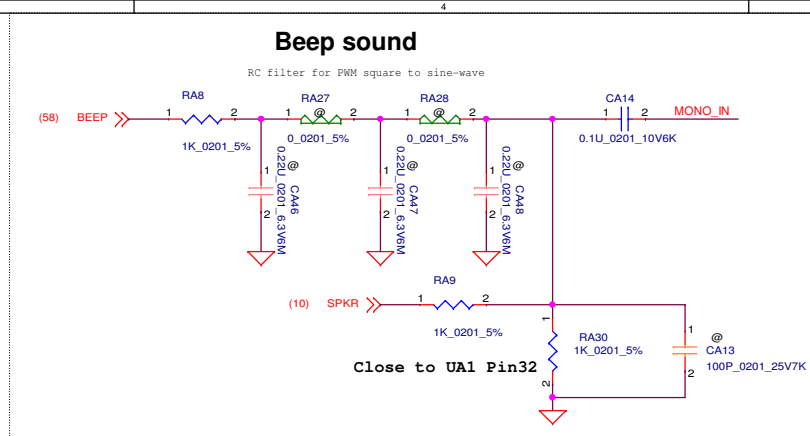 4
Beep sound
RC filter for PWM square to sine-wave
RA8
RA27
RA28
CA14
(58) BEEP
1 2
1 @ 2
1 @ 2
1 2
MONO_IN
1K_0201_5%
0_0201_5%
0_0201_5%
0.1U_0201_10V6K
1
2
@
CA46
0.22U_0201_6.3V6M
1
2
@
CA47
0.22U_0201_6.3V6M
1
2
@
CA48
0.22U_0201_6.3V6M
RA9
(10) SPKR
1 2
1K_0201_5%
1
RA30
1K_0201_5%
2
Close to UA1 Pin32
1
@
CA13
100P_0201_25V7K
2